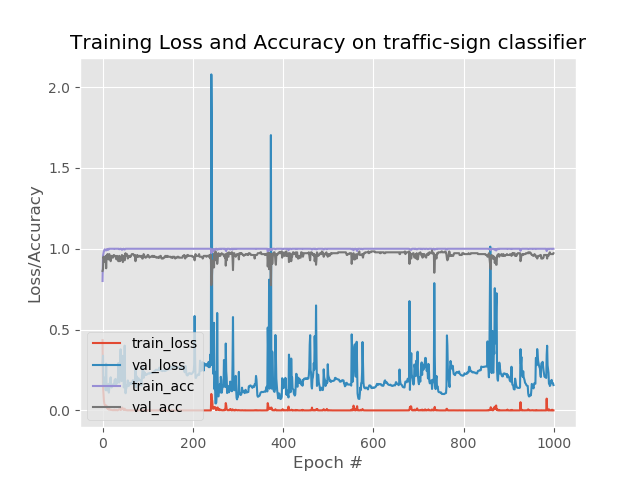 Training Loss and Accuracy on traffic-sign classifier
Loss/Accuracy
2.0
1.5
1.0
0.5
0.0
train_loss
val_loss
train_acc
val_acc
0 200 400 600 800 1000
Epoch #